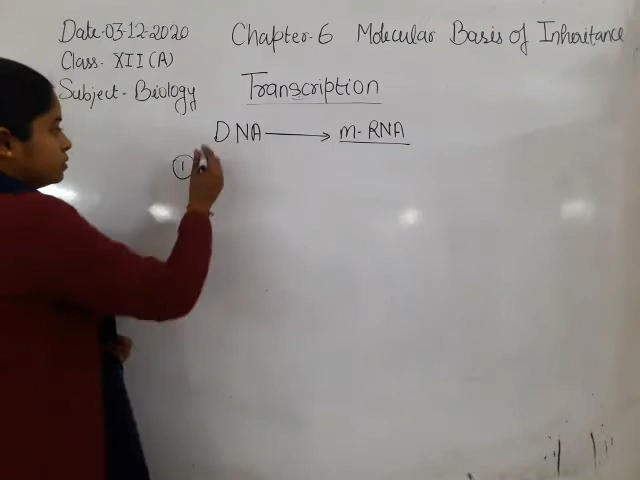 Date-03-12-2020
Chapter-6 Molecular Basis of Inheritance
Class- XII (A)
Subject- Biology
Transcription
DNA → m-RNA
1